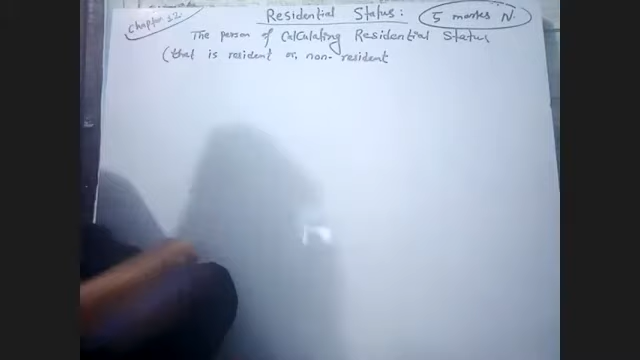 Chapter 12
Residential Status:
5 marks N.
The person of Calculating Residential Status
(that is resident or non-resident